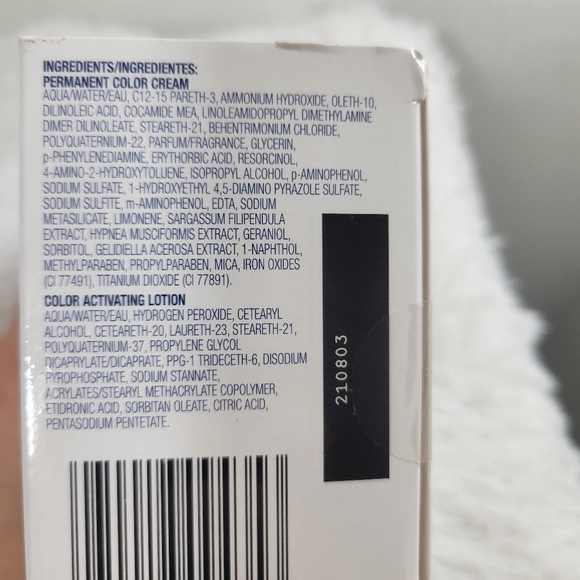 INGREDIENTS/INGREDIENTES:
PERMANENT COLOR CREAM
AQUA/WATER/EAU, C12-15 PARETH-3, AMMONIUM HYDROXIDE, OLETH-10,
DILINOLEIC ACID, COCAMIDE MEA, LINOLEAMIDOPROPYL DIMETHYLAMINE
DIMER DILINOLEATE, STEARETH-21, BEHENTRIMONIUM CHLORIDE,
POLYQUATERNIUM-22, PARFUM/FRAGRANCE, GLYCERIN,
p-PHENYLENEDIAMINE, ERYTHORBIC ACID, RESORCINOL,
4-AMINO-2-HYDROXYTOLUENE, ISOPROPYL ALCOHOL, p-AMINOPHENOL,
SODIUM SULFATE, 1-HYDROXYETHYL 4,5-DIAMINO PYRAZOLE SULFATE,
SODIUM SULFITE, m-AMINOPHENOL, EDTA, SODIUM
METASILICATE, LIMONENE, SARGASSUM FILIPENDULA
EXTRACT, HYPNEA MUSCIFORMIS EXTRACT, GERANIOL,
SORBITOL, GELIDIELLA ACEROSA EXTRACT, 1-NAPHTHOL,
METHYLPARABEN, PROPYLPARABEN, MICA, IRON OXIDES
(CI 77491), TITANIUM DIOXIDE (CI 77891).
COLOR ACTIVATING LOTION
AQUA/WATER/EAU, HYDROGEN PEROXIDE, CETEARYL
ALCOHOL, CETEARETH-20, LAURETH-23, STEARETH-21,
POLYQUATERNIUM-37, PROPYLENE GLYCOL
DICAPRYLATE/DICAPRATE, PPG-1 TRIDECETH-6, DISODIUM
PYROPHOSPHATE, SODIUM STANNATE,
ACRYLATES/STEARYL METHACRYLATE COPOLYMER,
ETIDRONIC ACID, SORBITAN OLEATE, CITRIC ACID,
PENTASODIUM PENTETATE.
210803